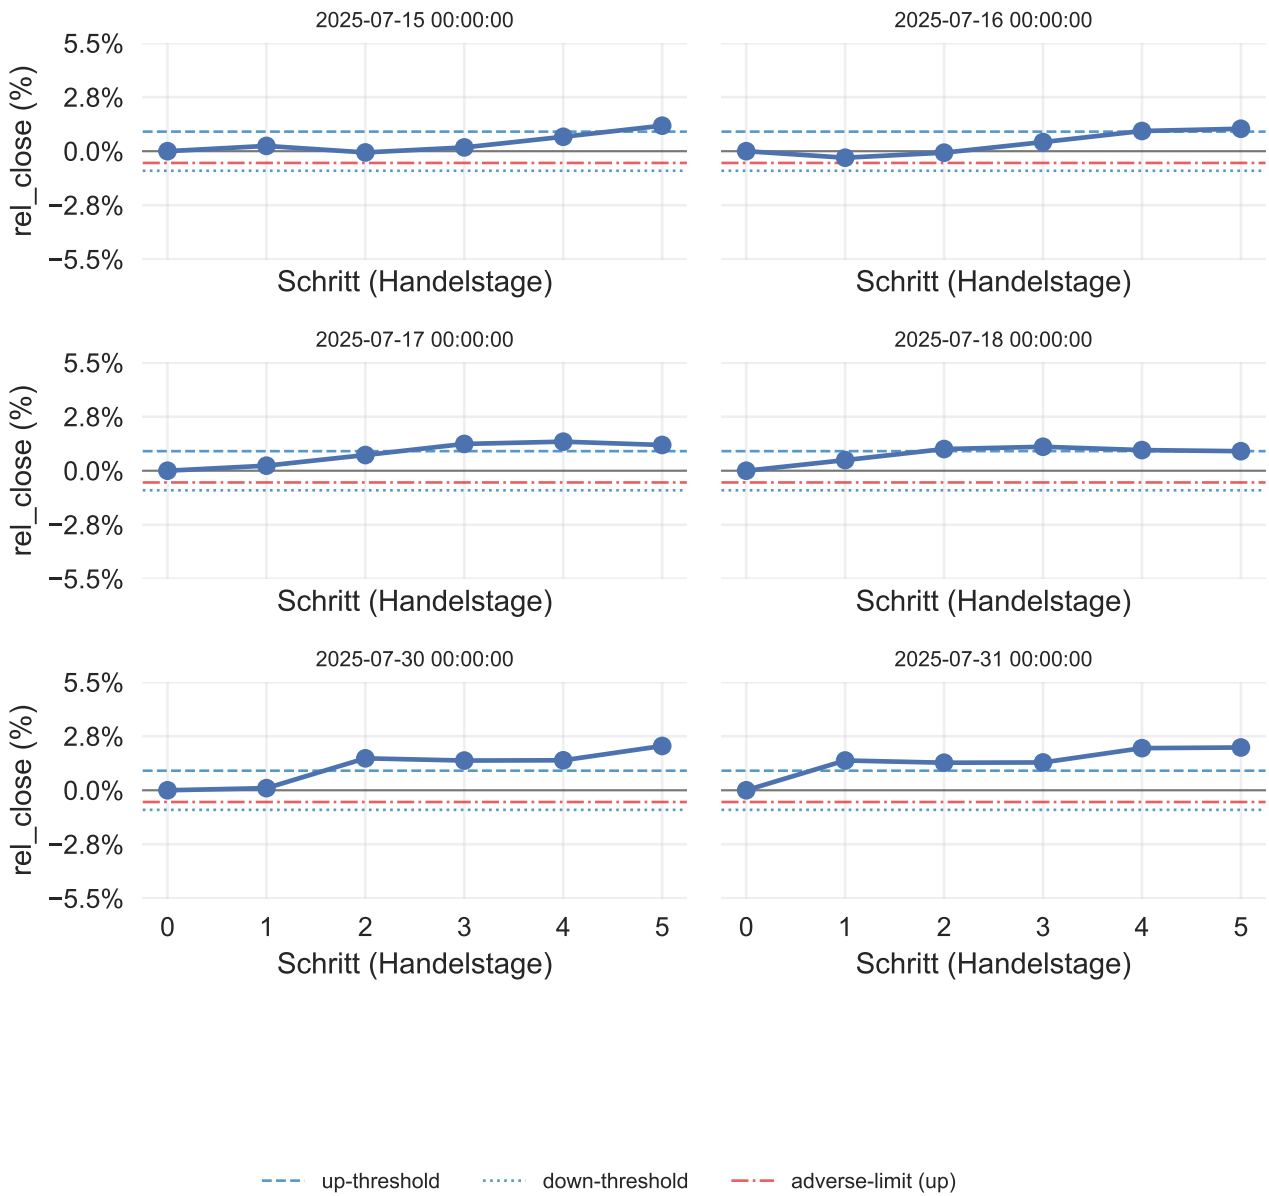 2025-07-15 00:00:00
2025-07-16 00:00:00
5.5%
2.8%
0.0%
−2.8%
−5.5%
rel_close (%)
Schritt (Handelstage)
Schritt (Handelstage)
2025-07-17 00:00:00
2025-07-18 00:00:00
5.5%
2.8%
0.0%
−2.8%
−5.5%
rel_close (%)
Schritt (Handelstage)
Schritt (Handelstage)
2025-07-30 00:00:00
2025-07-31 00:00:00
5.5%
2.8%
0.0%
−2.8%
−5.5%
rel_close (%)
0 1 2 3 4 5
0 1 2 3 4 5
Schritt (Handelstage)
Schritt (Handelstage)
up-threshold down-threshold adverse-limit (up)